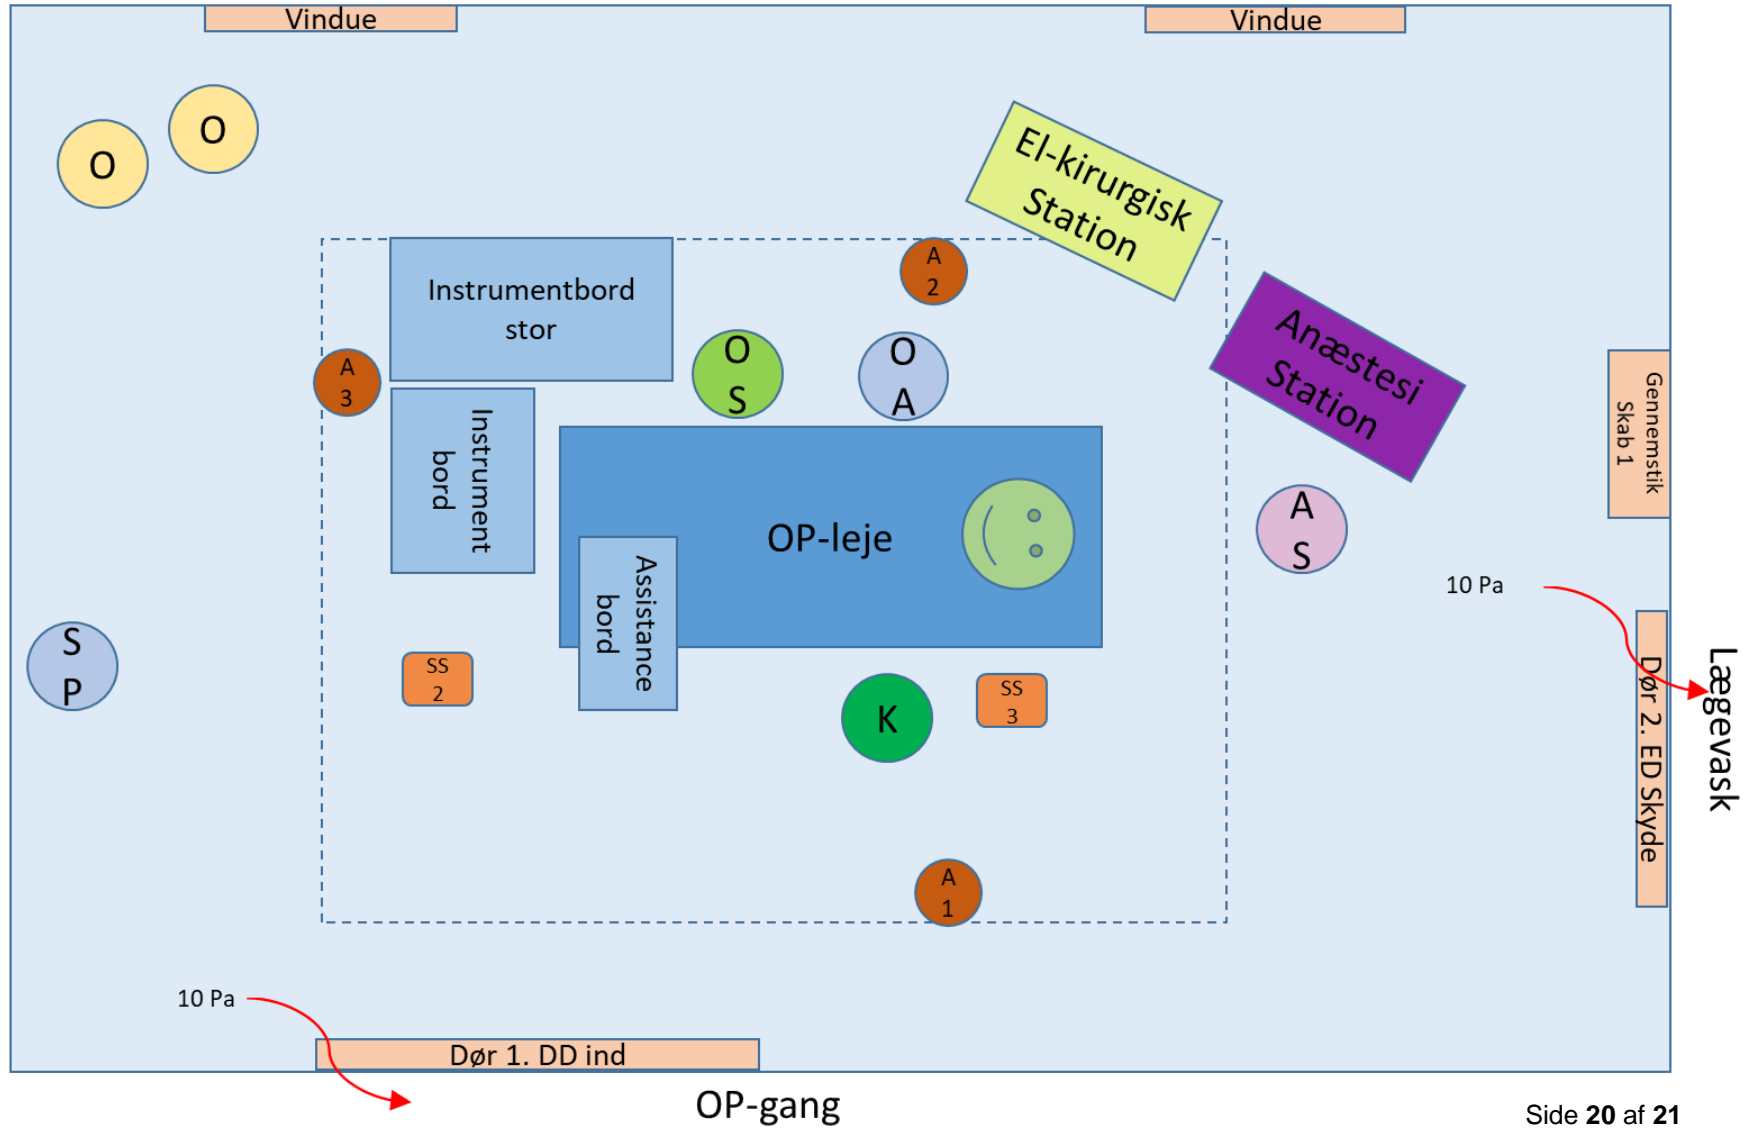 Vindue
Vindue
O
O
El-kirurgisk
Station
A
2
Instrumentbord
stor
Anæstesi
Station
O
S
O
A
A
3
Gennemstik
Skab 1
Instrument
bord
OP-leje
A
S
Assistance
bord
10 Pa
S
P
SS
2
SS
3
K
Dør 2. ED Skyde
Lægevask
A
1
10 Pa
Dør 1. DD ind
OP-gang
Side 20 af 21